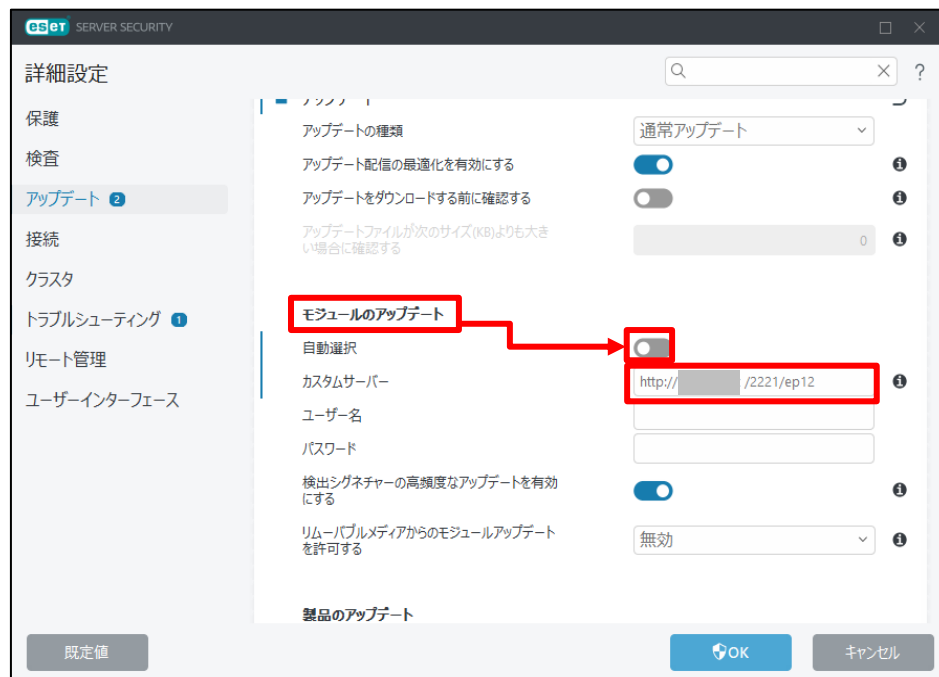 eset SERVER SECURITY
詳細設定
?
保護
検査
アップデート 2
接続
クラスタ
トラブルシューティング 1
リモート管理
ユーザーインターフェース
アップデート
アップデートの種類 通常アップデート
アップデート配信の最適化を有効にする
アップデートをダウンロードする前に確認する
アップデートファイルが次のサイズ(KB)よりも大き
い場合に確認する 0
モジュールのアップデート
自動選択
カスタムサーバー http:// /2221/ep12
ユーザー名
パスワード
検出シグネチャーの高頻度なアップデートを有効
にする
リムーバブルメディアからのモジュールアップデート
を許可する 無効
製品のアップデート
既定値 OK キャンセル